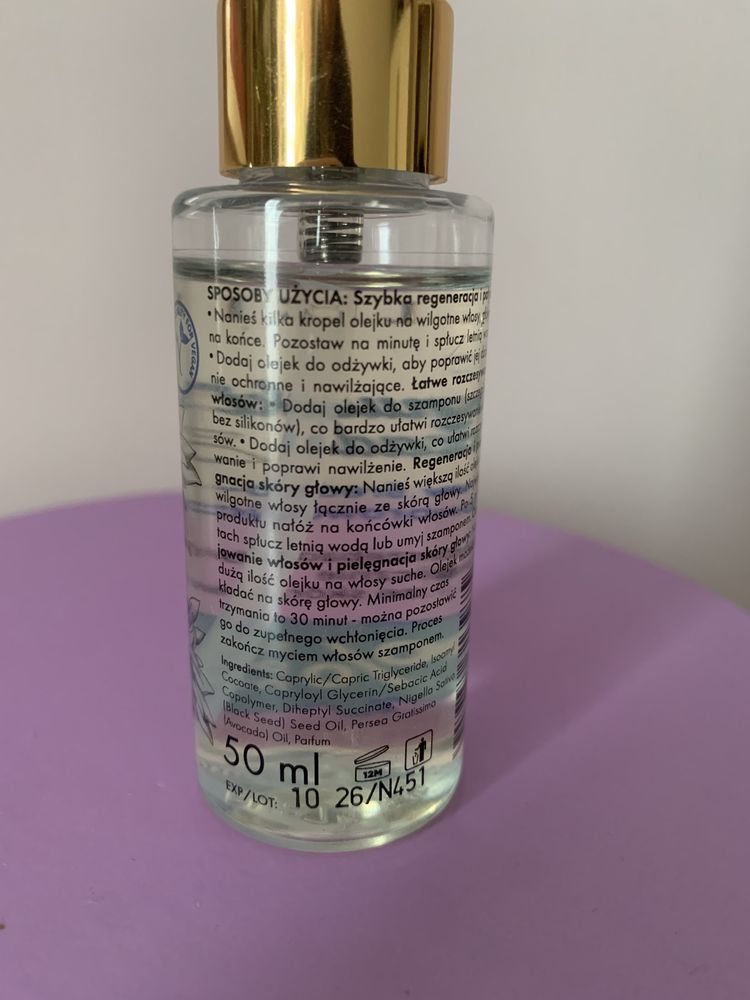 SPOSOBY UŻYCIA: Szybka regeneracja i
• Nanieś kilka kropel olejku na wilgotne włosy,
na końce. Pozostaw na minutę i spłucz letnią
• Dodaj olejek do odżywki, aby poprawić jej
nie ochronne i nawilżające. Łatwe
włosów: • Dodaj olejek do szamponu
bez silikonów), co bardzo ułatwi
sów. • Dodaj olejek do odżywki, co ułatwi
wanie i poprawi nawilżenie. Regeneracja i
gnacja skóry głowy: Nanieś większą ilość
wilgotne włosy łącznie ze skórą głowy.
produktu nałóż na końcówki włosów. Po
tach spłucz letnią wodą lub umyj szamponem.
jowanie włosów i pielęgnacja skóry głowy:
dużą ilość olejku na włosy suche. Olejek
kładać na skórę głowy. Minimalny czas
trzymania to 30 minut - można pozostawić
go do zupełnego wchłonięcia. Proces
zakończ myciem włosów szamponem.
Ingredients: Caprylic/Capric Triglyceride, Isoamyl
Cocoate, Capryloyl Glycerin/Sebacic Acid
Copolymer, Diheptyl Succinate, Nigella Sativa
(Black Seed) Seed Oil, Persea Gratissima
(Avocado) Oil, Parfum
50 ml
12M
EXP/LOT: 10 26/N451